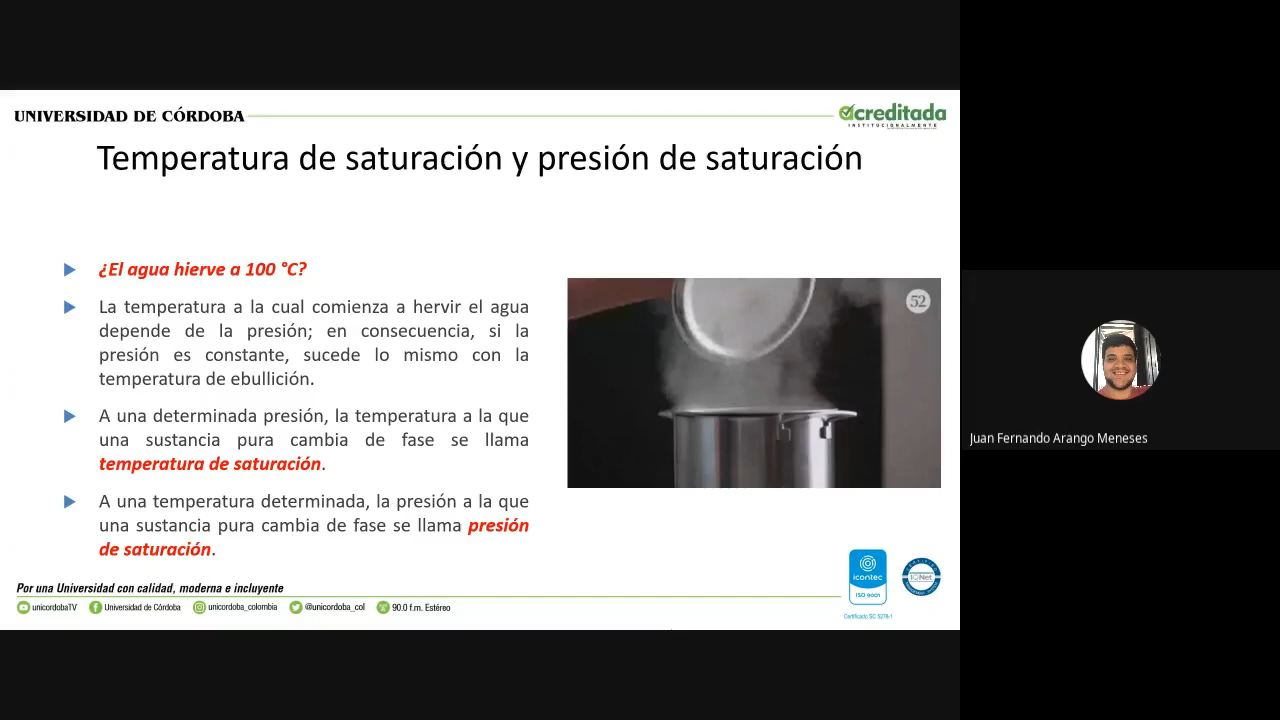 UNIVERSIDAD DE CÓRDOBA
Acreditada
INSTITUCIONALMENTE
Temperatura de saturación y presión de saturación
¿El agua hierve a 100 °C?
La temperatura a la cual comienza a hervir el agua
depende de la presión; en consecuencia, si la
presión es constante, sucede lo mismo con la
temperatura de ebullición.
A una determinada presión, la temperatura a la que
una sustancia pura cambia de fase se llama
temperatura de saturación.
A una temperatura determinada, la presión a la que
una sustancia pura cambia de fase se llama presión
de saturación.
52
Juan Fernando Arango Meneses
Por una Universidad con calidad, moderna e incluyente
unicordobaTV Universidad de Córdoba unicordoba_colombia @unicordoba_col 90.0 f.m. Estéreo
icontec
ISO 9001
IQNet
Certificado SC 5278-1